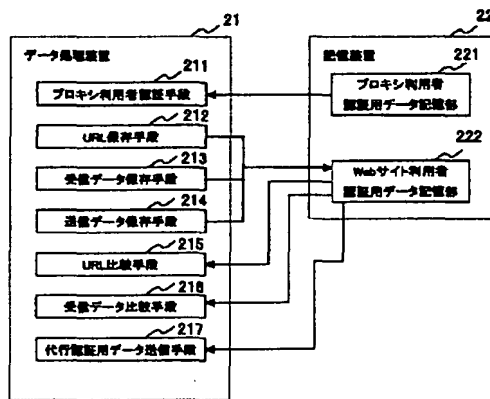 21
データ処理装置
211
プロキシ利用者認証手段
212
URL保存手段
213
受信データ保存手段
214
送信データ保存手段
215
URL比較手段
216
受信データ比較手段
217
代行認証用データ送信手段
22
記憶装置
221
プロキシ利用者
認証用データ記憶部
222
Webサイト利用者
認証用データ記憶部